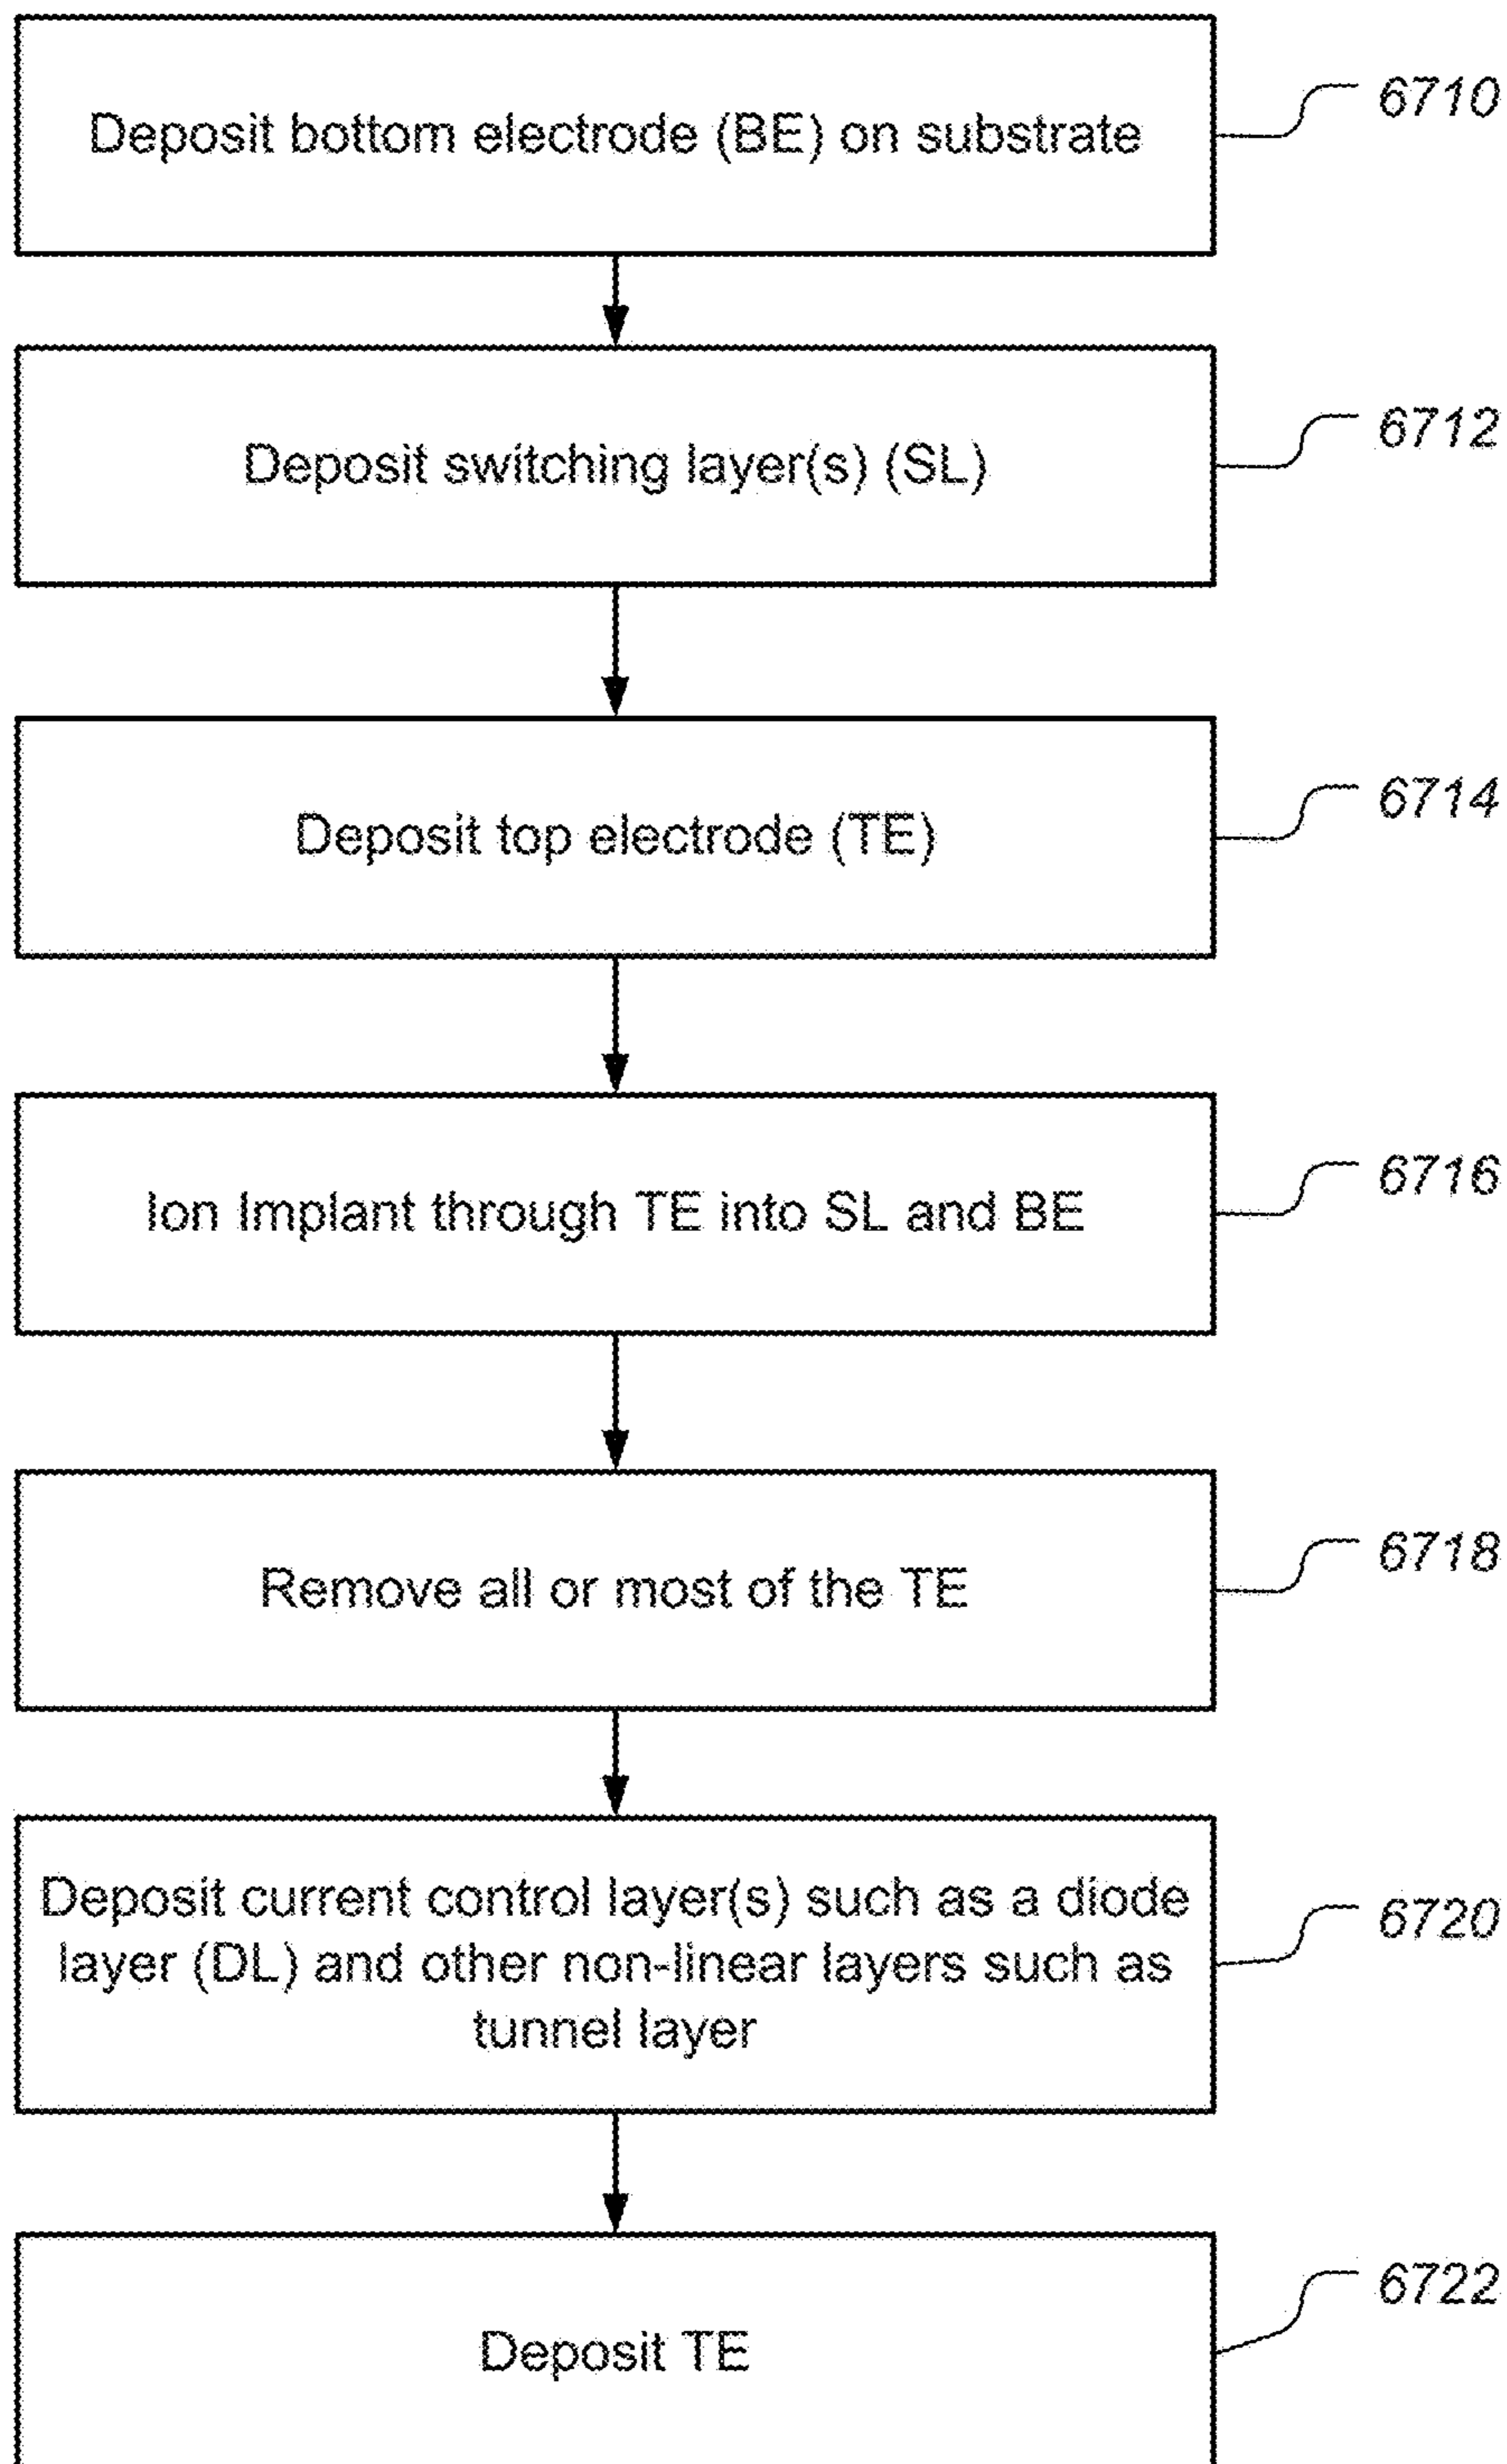 Deposit bottom electrode (BE) on substrate
6710
Deposit switching layer(s) (SL)
6712
Deposit top electrode (TE)
6714
Ion Implant through TE into SL and BE
6716
Remove all or most of the TE
6718
Deposit current control layer(s) such as a diode
layer (DL) and other non-linear layers such as
tunnel layer
6720
Deposit TE
6722